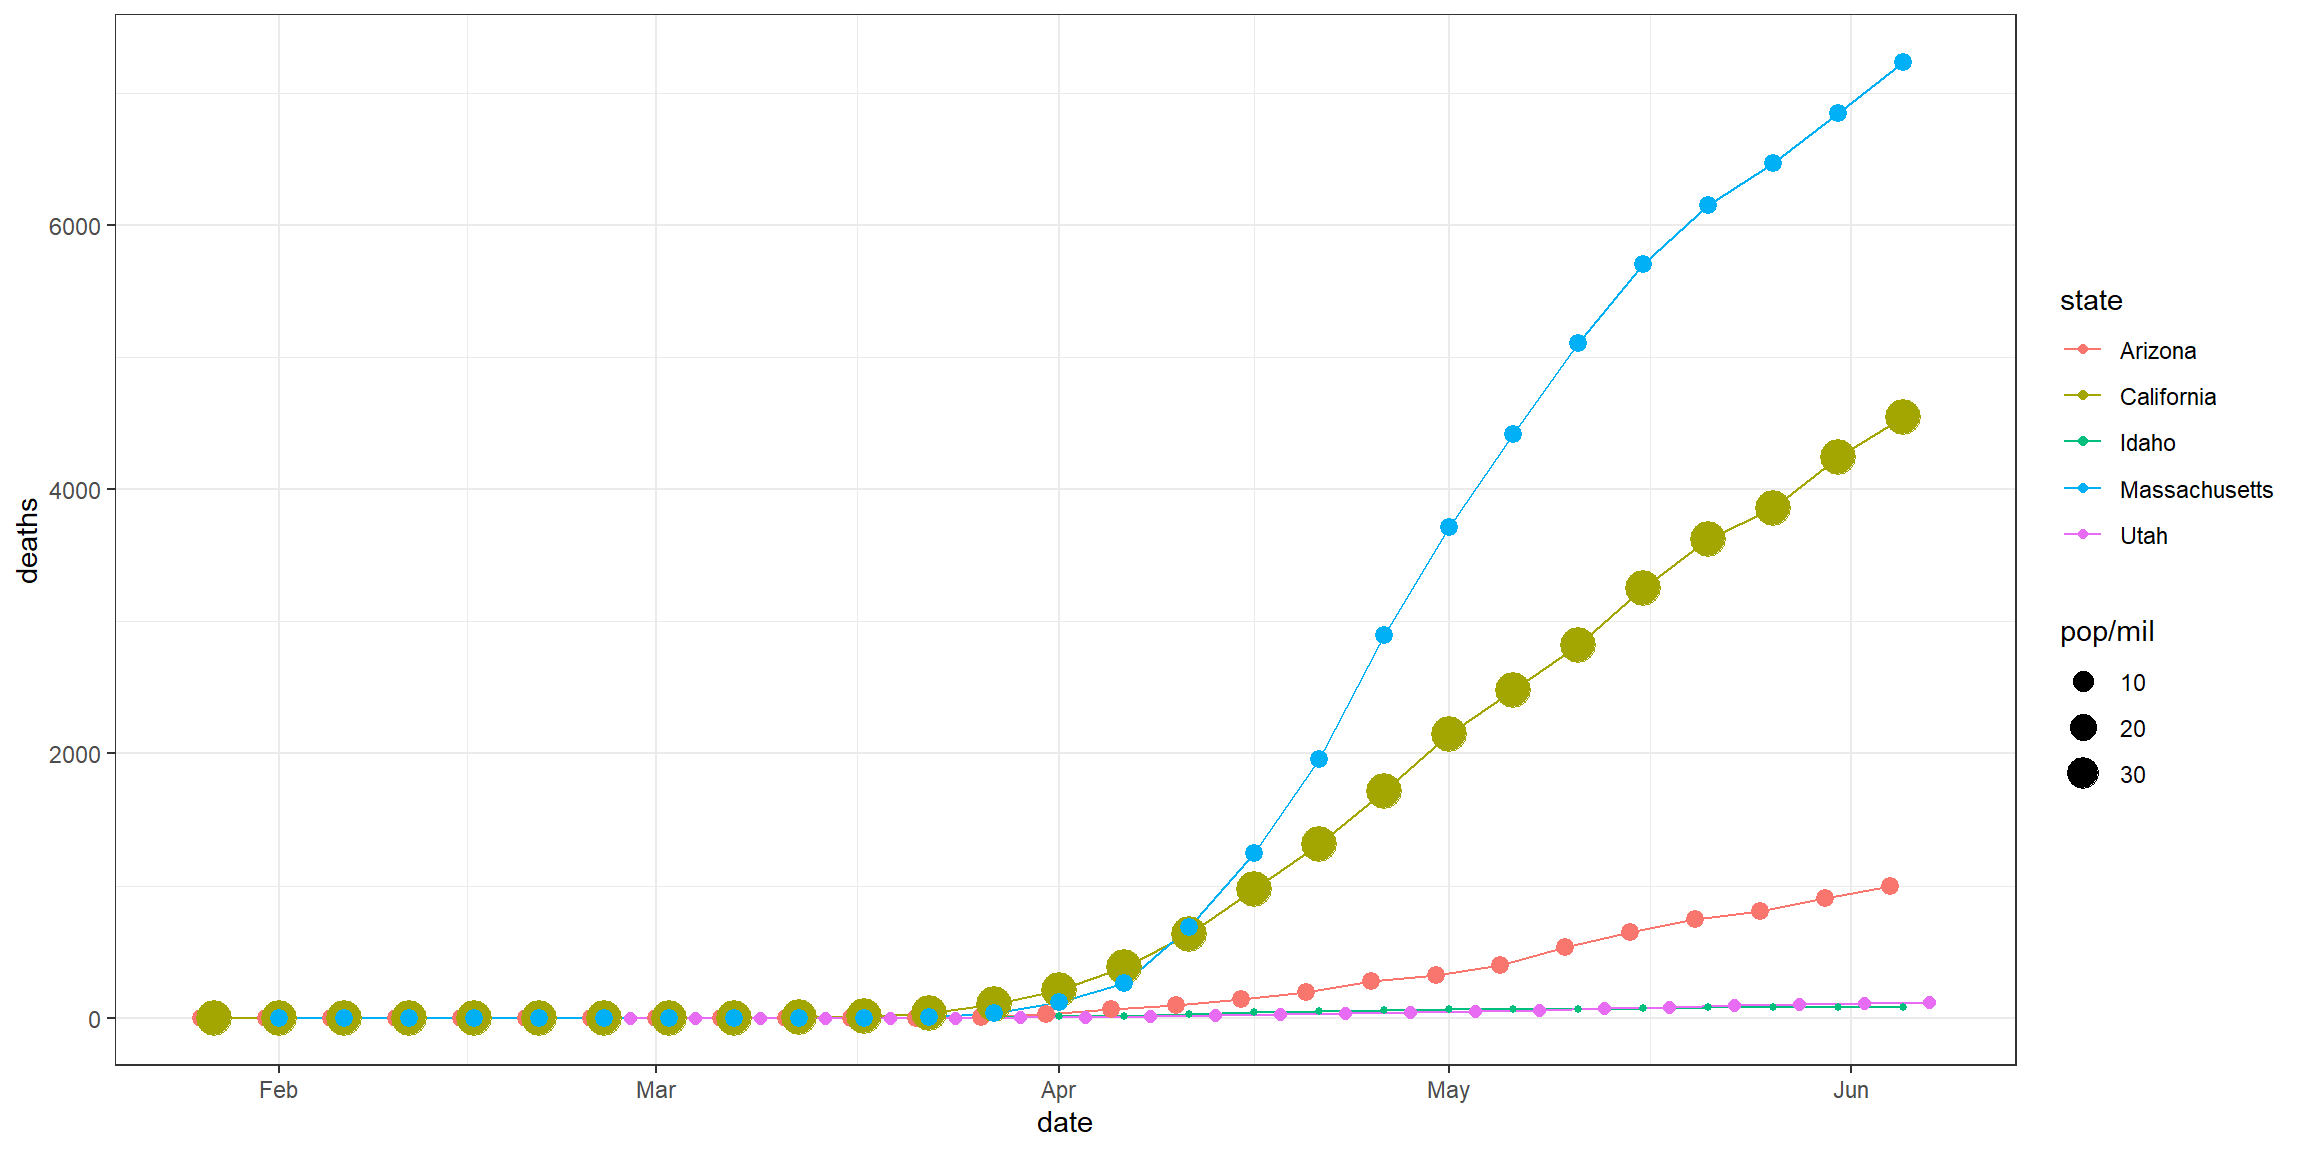 6000
4000
2000
0
deaths
Feb Mar Apr May Jun
date
state
Arizona
California
Idaho
Massachusetts
Utah
pop/mil
10
20
30